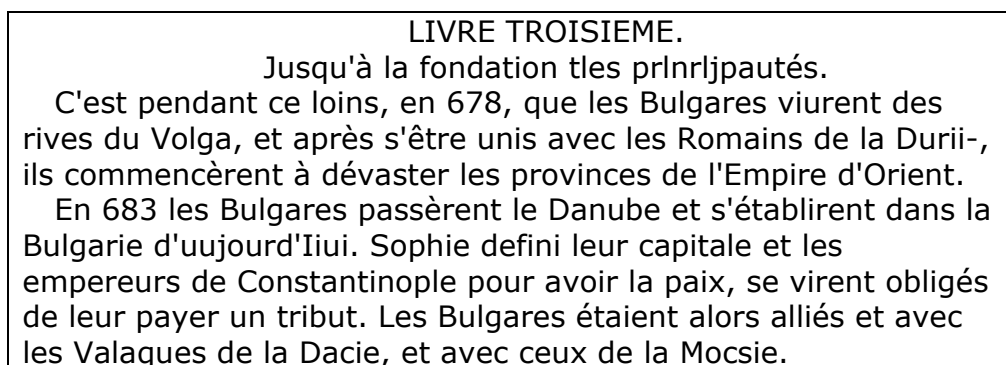 LIVRE TROISIEME.
Jusqu'à la fondation tles prlnrljpautés.
C'est pendant ce loins, en 678, que les Bulgares viurent des
rives du Volga, et après s'être unis avec les Romains de la Durii-,
ils commencèrent à dévaster les provinces de l'Empire d'Orient.
En 683 les Bulgares passèrent le Danube et s'établirent dans la
Bulgarie d'uujourd'Iiui. Sophie defini leur capitale et les
empereurs de Constantinople pour avoir la paix, se virent obligés
de leur payer un tribut. Les Bulgares étaient alors alliés et avec
les Valaques de la Dacie, et avec ceux de la Mocsie.